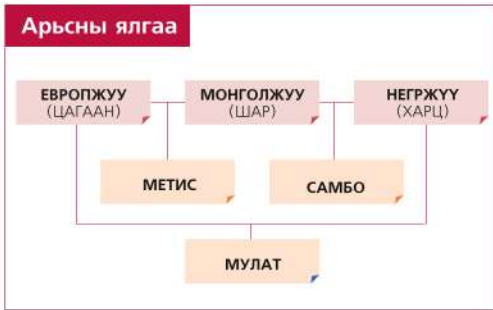 Арьсны ялгаа
ЕВРОПЖУУ
(ЦАГААН)
МОНГОЛЖУУ
(ШАР)
НЕГРЖҮҮ
(ХАРЦ)
МЕТИС
САМБО
МУЛАТ